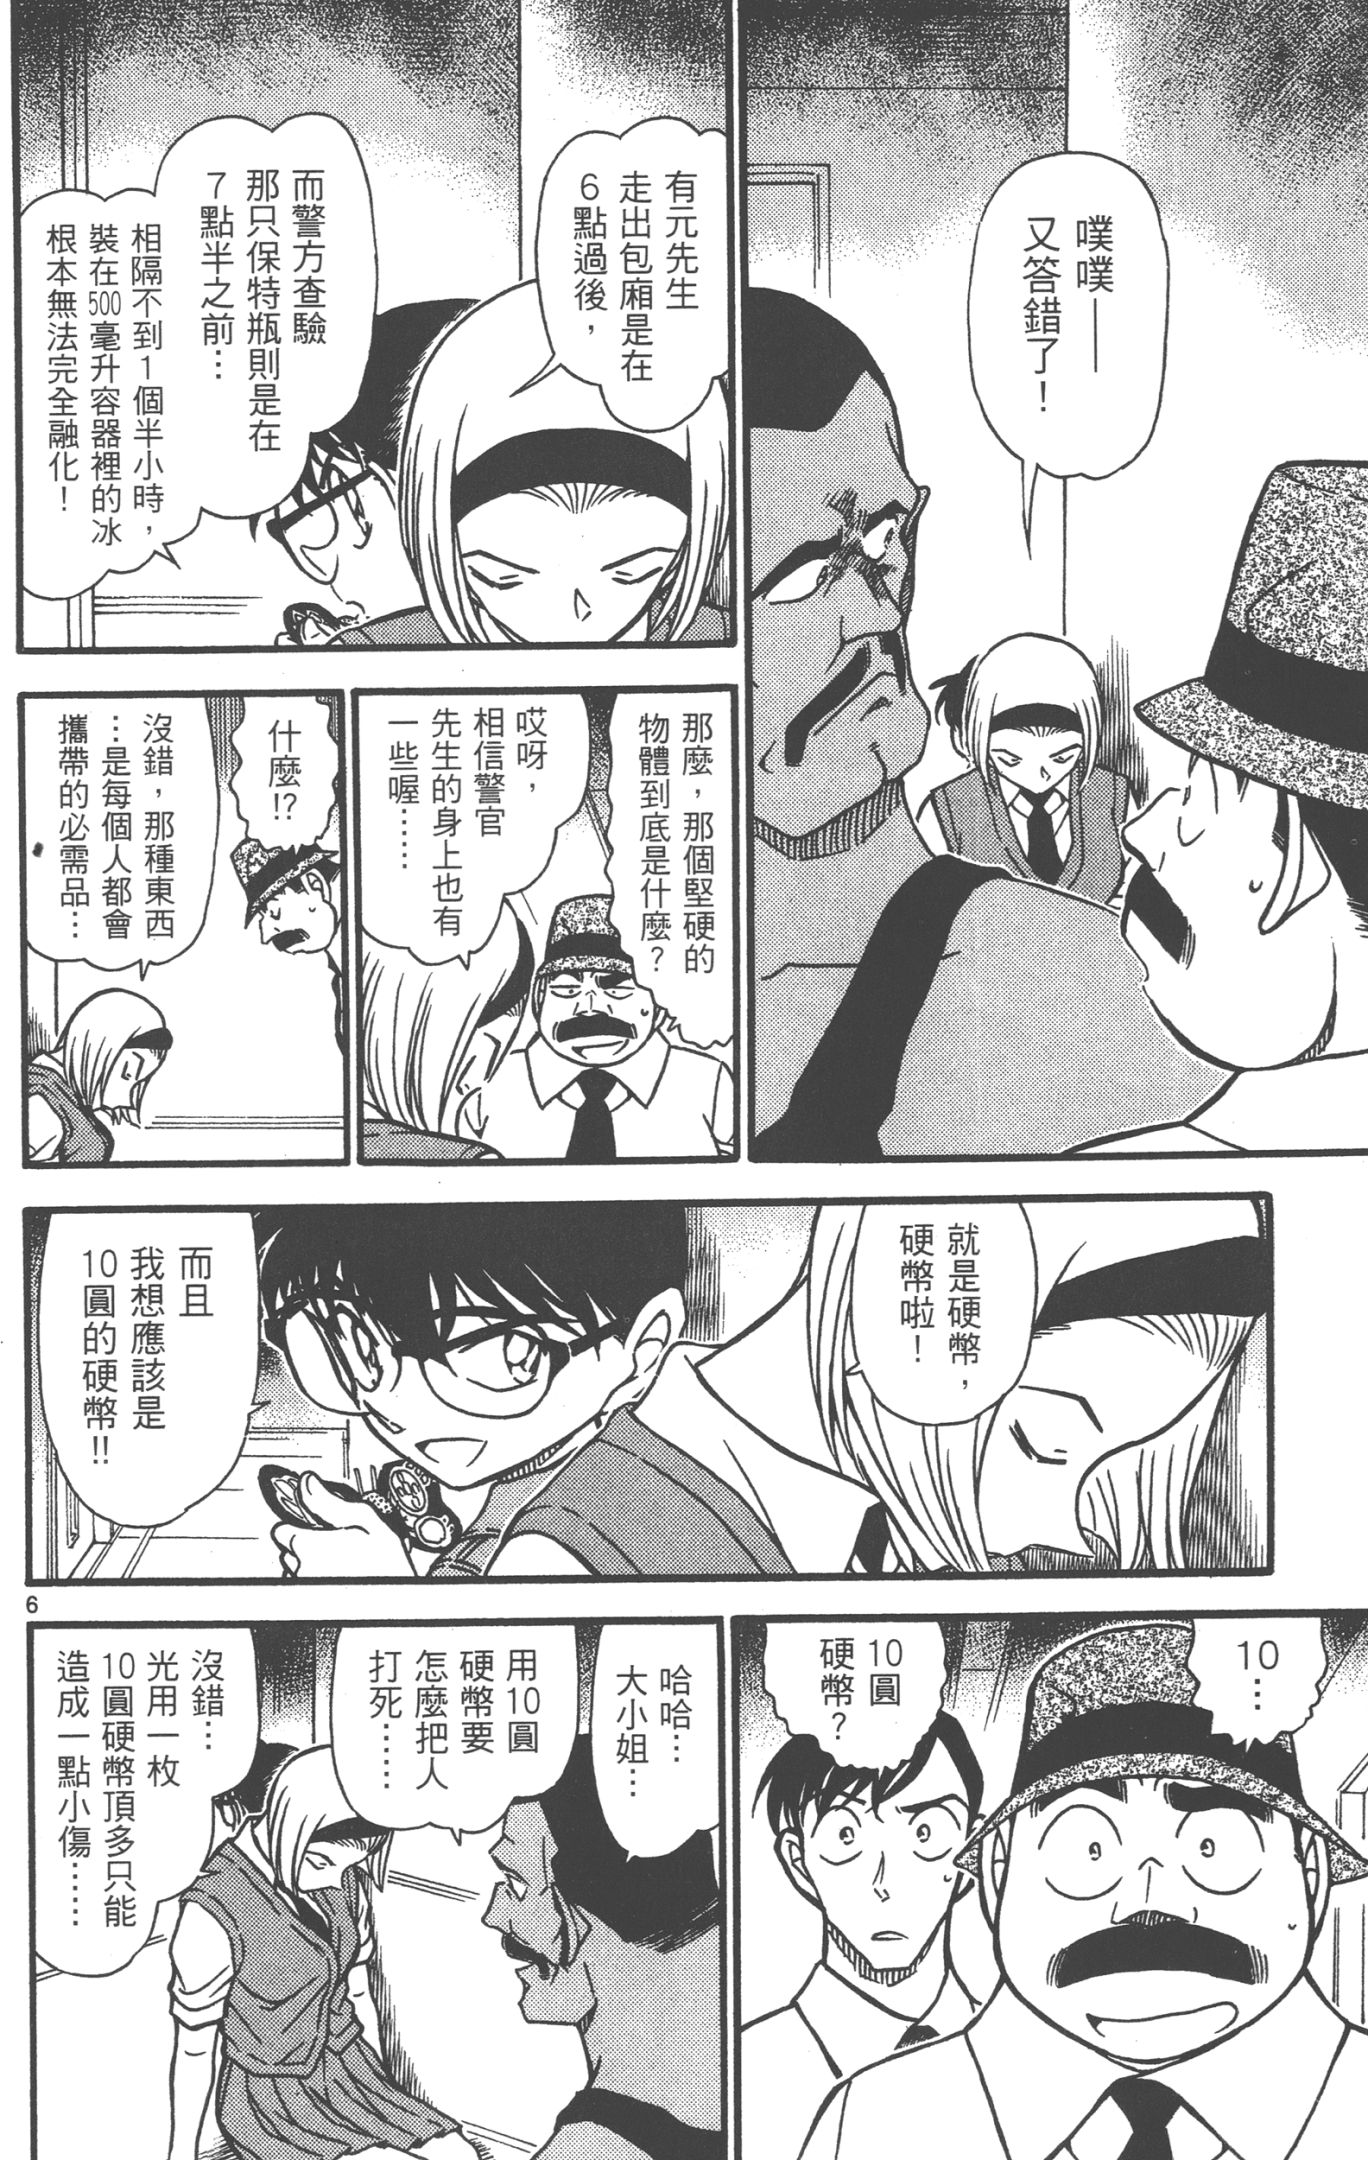 噗噗——
又答錯了！
有元先生
走出包廂是在
6點過後，
而警方查驗
那只保特瓶則是在
7點半之前…
相隔不到1個半小時，
裝在500毫升容器裡的冰
根本無法完全融化！
那麼，那個堅硬的
物體到底是什麼？
哎呀，
相信警官
先生的身上也有
一些喔……
什麼!?
沒錯，那種東西
…是每個人都會
攜帶的必需品…
就是硬幣，
硬幣啦！
而且
我想應該是
10圓的硬幣!!
6
10…
10圓
硬幣？
哈哈…
大小姐…
用10圓
硬幣要
怎麼把人
打死……
沒錯…
光用一枚
10圓硬幣頂多只能
造成一點小傷……